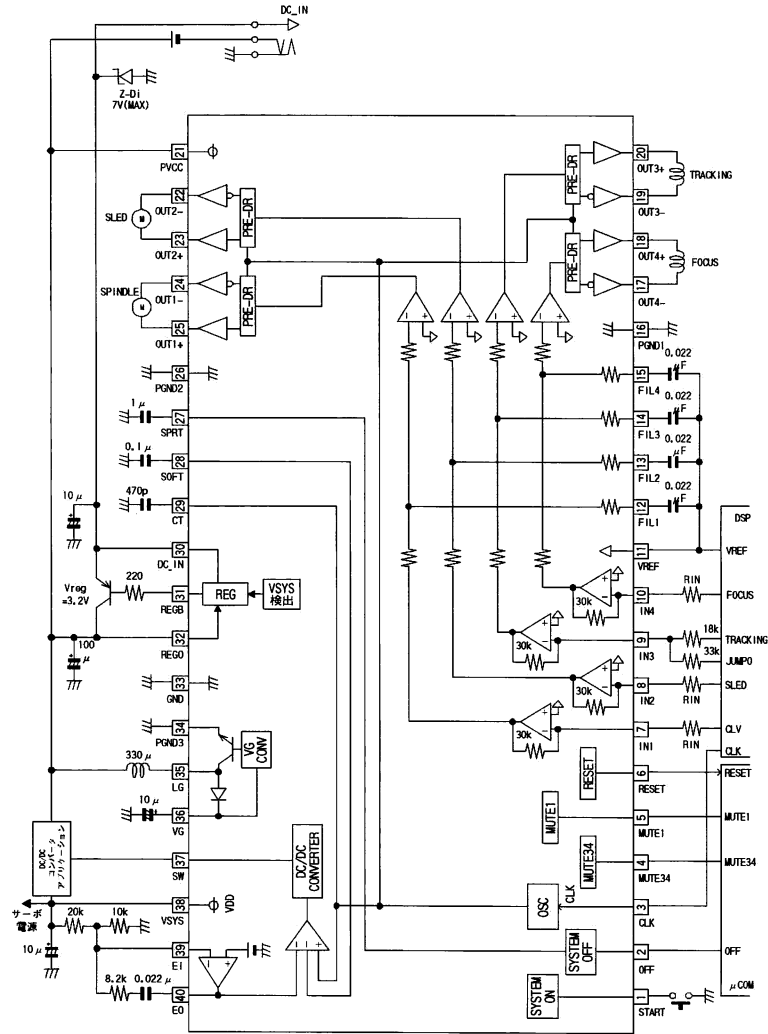 DC_IN
Z-Di
7V(MAX)
21
PVCC
22
OUT2-
SLED
M
23
OUT2+
24
OUT1-
SPINDLE
M
25
OUT1+
26
PGND2
1μ
27
SPRT
0.1μ
28
SOFT
470p
29
CT
10μ
30
DC_IN
Vreg
=3.2V
220
31
REGB
REG
VSYS
検出
32
REGO
100
μ
33
GND
34
PGND3
VG
CONV
330μ
35
LG
10μ
36
VG
DC/DC
コンバータ
アプリケーション
37
SW
DC/DC
CONVERTER
38
VSYS
VDD
サーボ
電源
20k
10k
10μ
39
EI
8.2k
0.022μ
40
EO
PRE-DR
PRE-DR
PRE-DR
PRE-DR
20
OUT3+
TRACKING
19
OUT3-
18
OUT4+
FOCUS
17
OUT4-
16
PGND1
0.022
μF
15
FIL4
0.022
μF
14
FIL3
0.022
μF
13
FIL2
0.022
μF
12
FIL1
DSP
11
VREF
VREF
30k
10
IN4
RIN
FOCUS
30k
9
IN3
18k
TRACKING
33k
JUMPO
30k
8
IN2
RIN
SLED
30k
7
IN1
RIN
CLV
CLK
RESET
6
RESET
RESET
MUTE1
5
MUTE1
MUTE1
MUTE34
4
MUTE34
MUTE34
OSC
CLK
3
CLK
SYSTEM
OFF
2
OFF
OFF
SYSTEM
ON
1
START
μCOM